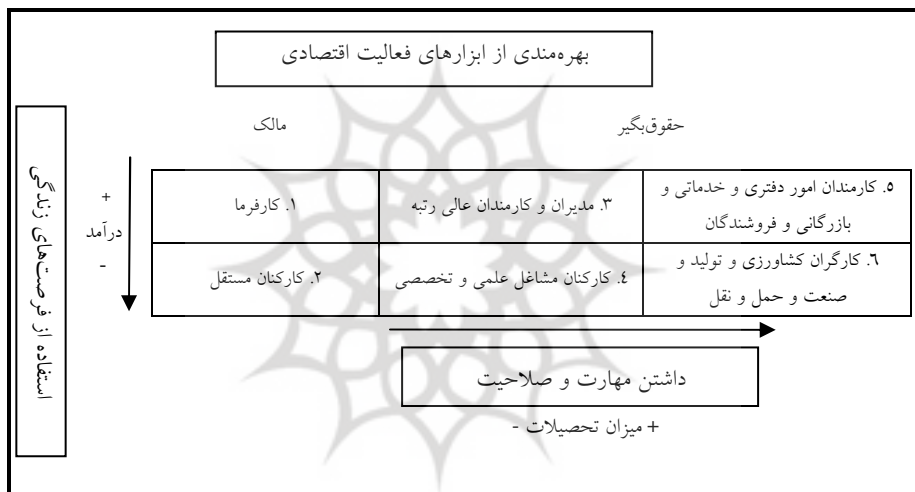 بهره‌مندی از ابزارهای فعالیت اقتصادی
حقوق‌بگیر
مالک
استفاده از فرصت‌های زندگی
+
درآمد
-
۵. کارمندان امور دفتری و خدماتی و
بازرگانی و فروشندگان
۳. مدیران و کارمندان عالی رتبه
۱. کارفرما
۶. کارگران کشاورزی و تولید و
صنعت و حمل و نقل
٤. کارکنان مشاغل علمی و تخصصی
۲. کارکنان مستقل
داشتن مهارت و صلاحیت
+ میزان تحصیلات -